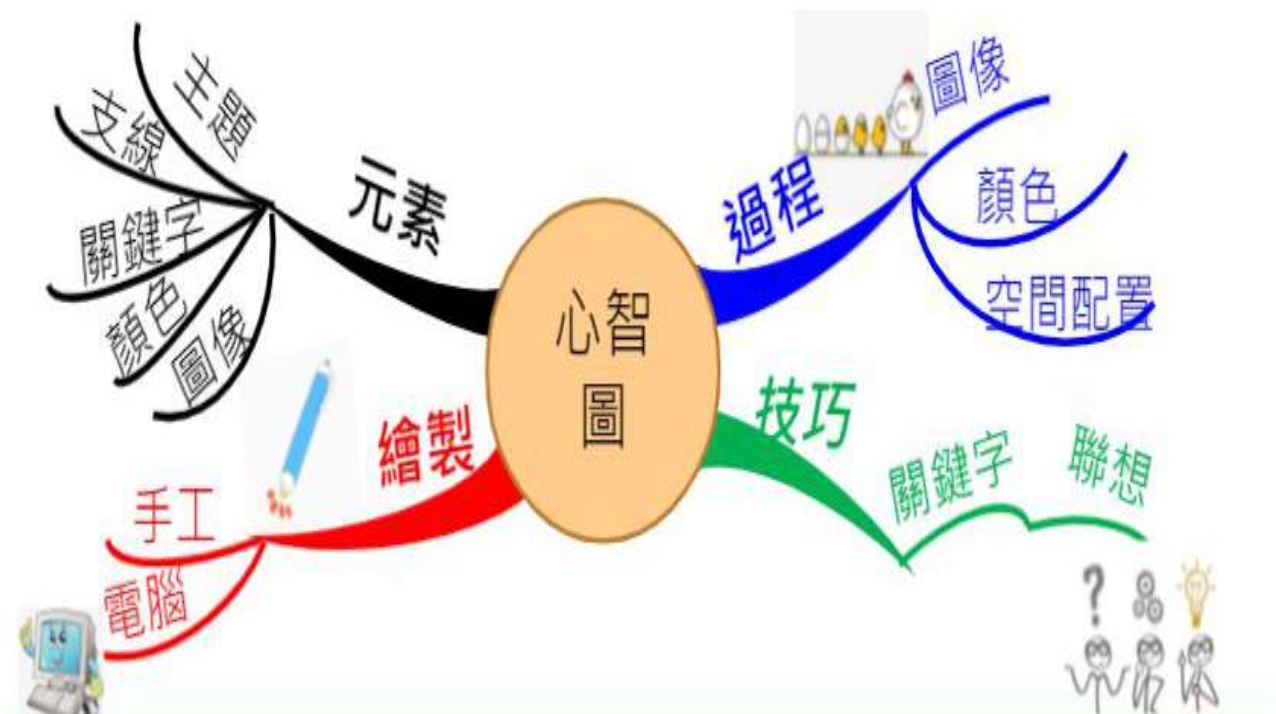 心智
圖
元素
主題
支線
關鍵字
顏色
圖像
過程
圖像
顏色
空間配置
繪製
手工
電腦
技巧
關鍵字
聯想
?